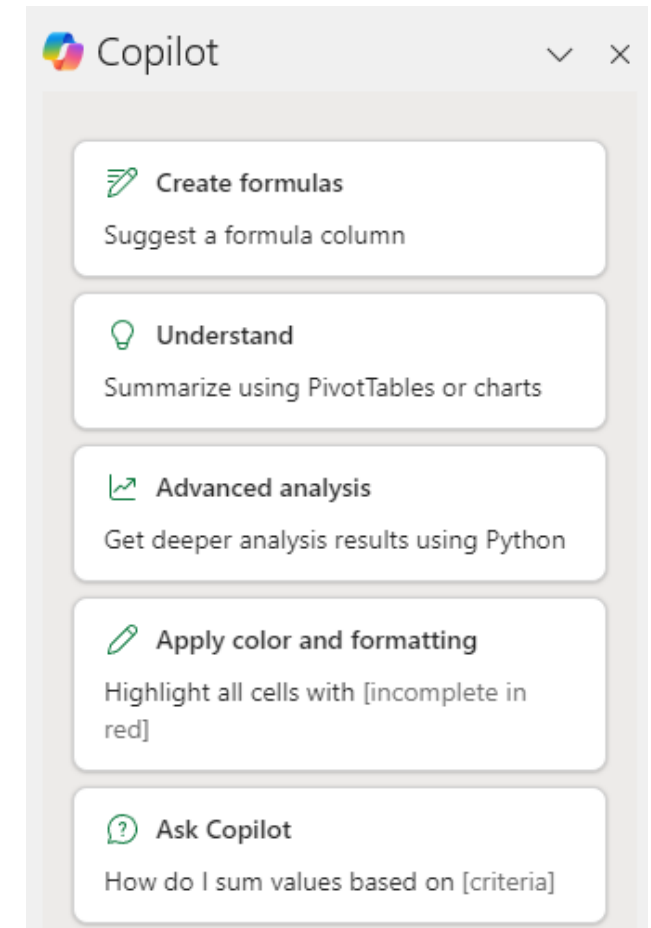 Copilot
Create formulas
Suggest a formula column
Understand
Summarize using PivotTables or charts
Advanced analysis
Get deeper analysis results using Python
Apply color and formatting
Highlight all cells with [incomplete in
red]
Ask Copilot
How do I sum values based on [criteria]